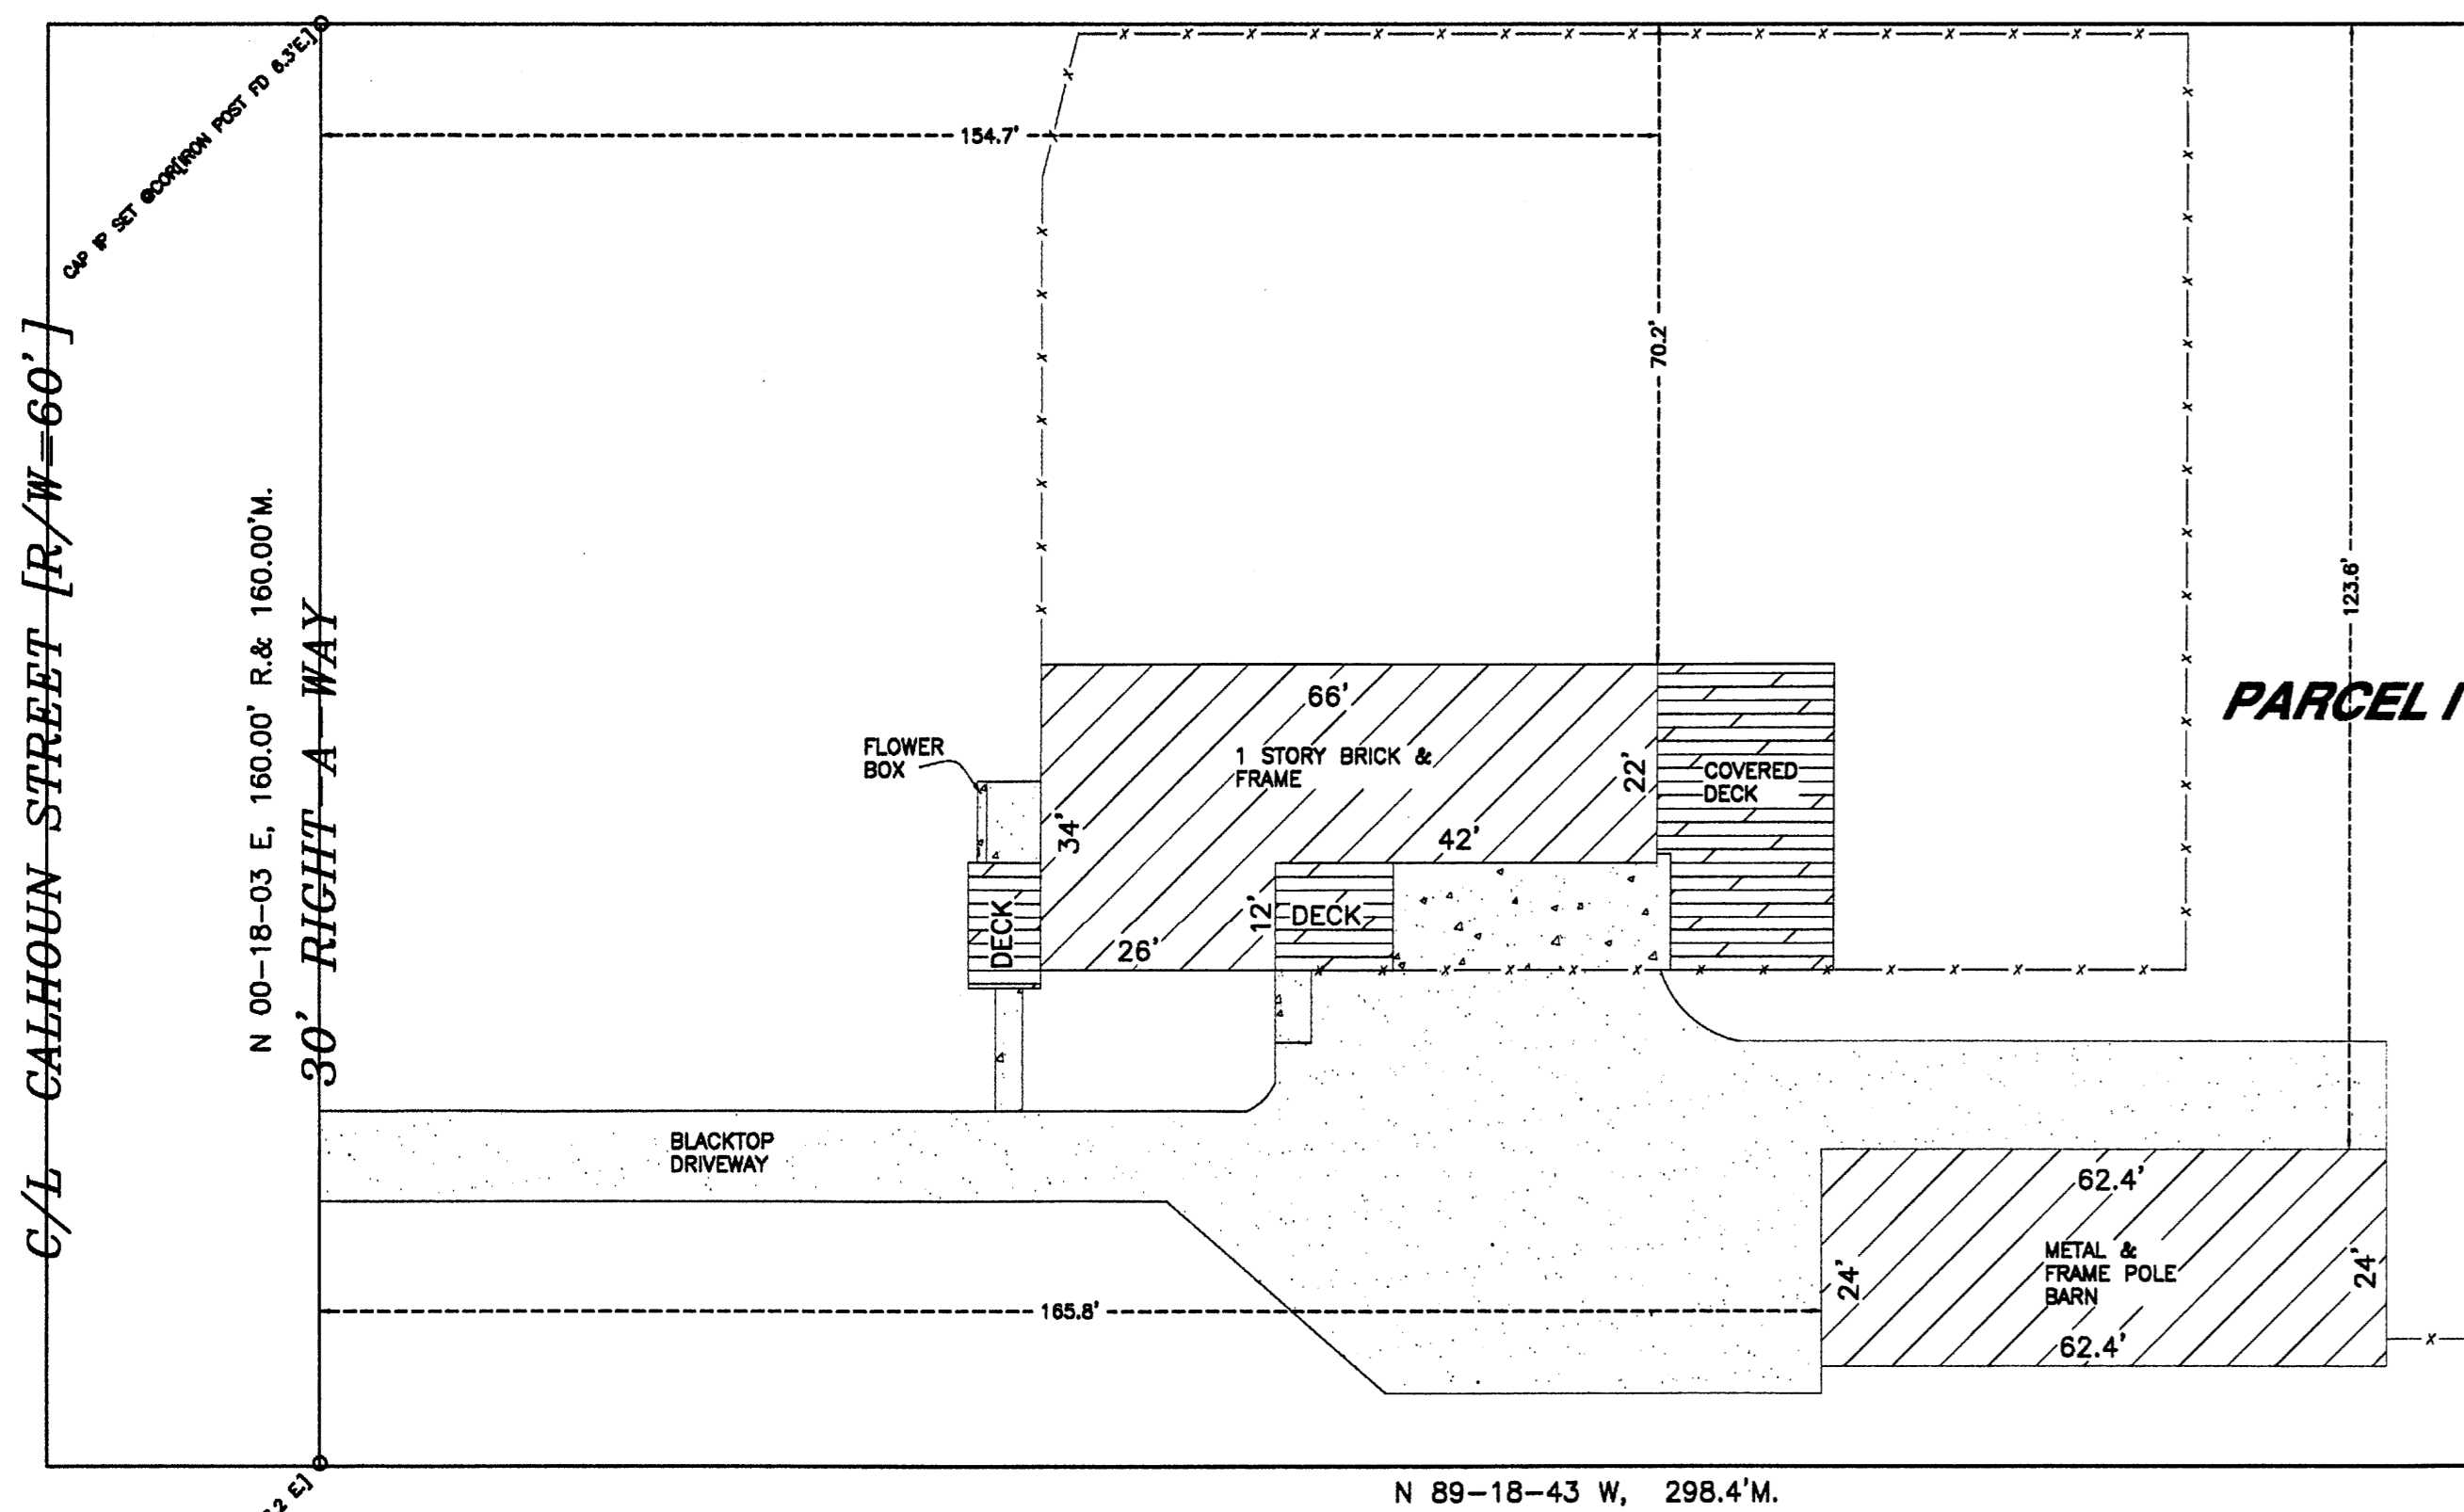 CAP IP SET @COR[IRON POST FD 6.3'E.]
154.7'
C/L CALHOUN STREET [R/W=60']
N 00-18-03 E, 160.00' R.& 160.00'M.
30' RIGHT-A-WAY
70.2'
123.6'
PARCEL I
FLOWER
BOX
66'
1 STORY BRICK &
FRAME
34'
22'
42'
COVERED
DECK
DECK
26'
12'
DECK
BLACKTOP
DRIVEWAY
165.8'
62.4'
24'
METAL &
FRAME POLE
BARN
24'
62.4'
N 89-18-43 W, 298.4'M.